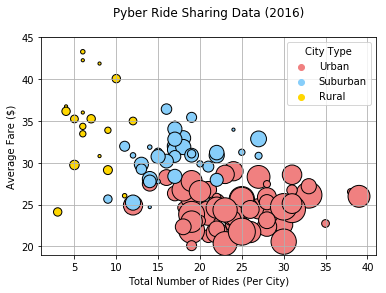 Pyber Ride Sharing Data (2016)
45
40
35
30
25
20
Average Fare ($)
City Type
Urban
Suburban
Rural
5 10 15 20 25 30 35 40
Total Number of Rides (Per City)